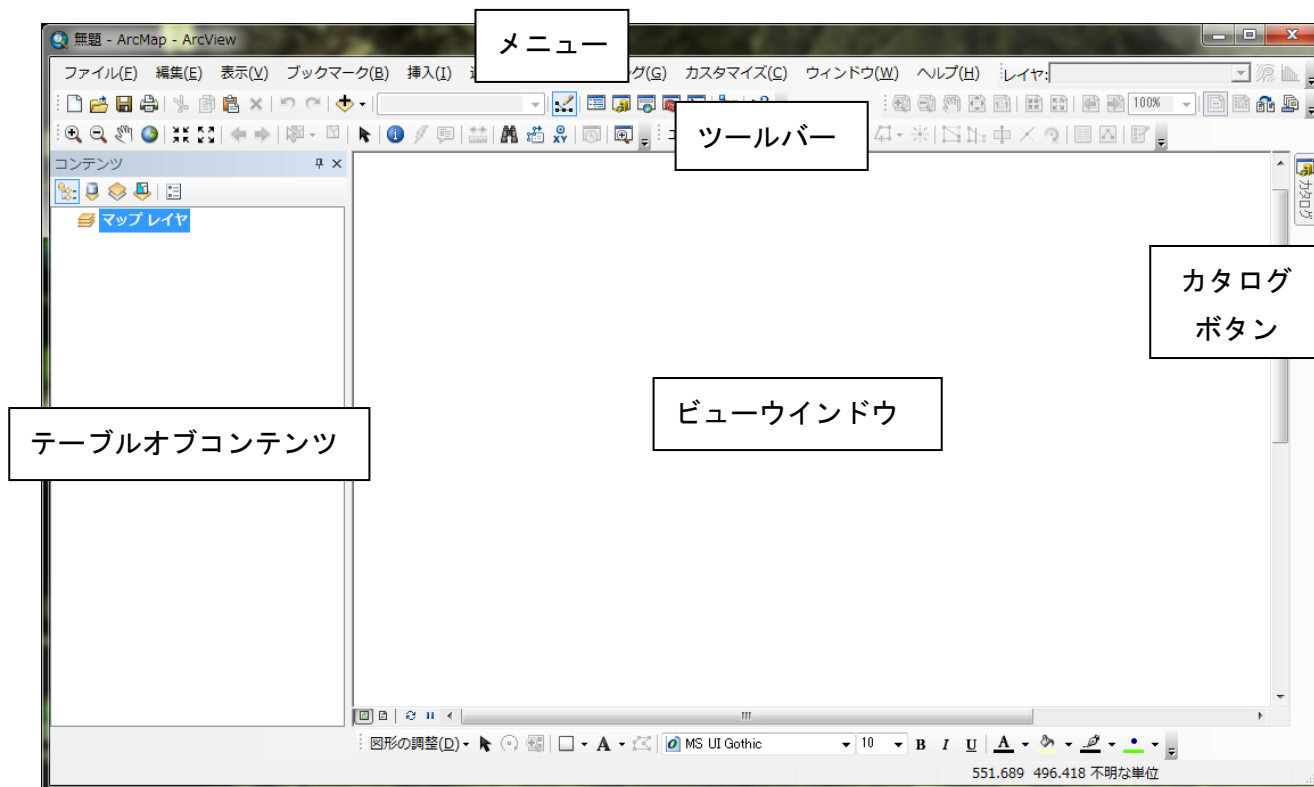 無題 - ArcMap - ArcView
メニュー
ファイル(F) 編集(E) 表示(V) ブックマーク(B) 挿入(I) グ(G) カスタマイズ(C) ウィンドウ(W) ヘルプ(H) レイヤ:
100%
ツールバー
コンテンツ
マップ レイヤ
カタログ
カタログ
ボタン
ビューウインドウ
テーブルオブコンテンツ
図形の調整(D) A MS UI Gothic 10 B I U A
551.689 496.418 不明な単位